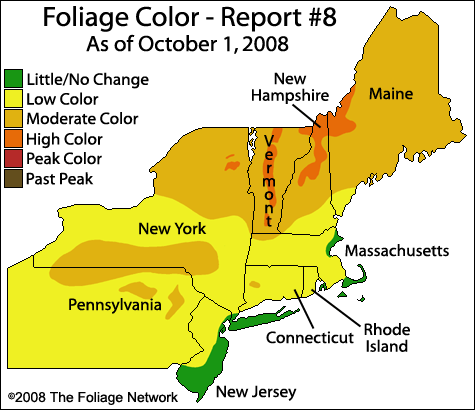 Foliage Color - Report #8
As of October 1, 2008
Little/No Change
Low Color
Moderate Color
High Color
Peak Color
Past Peak
New
Hampshire
Maine
Vermont
New York
Massachusetts
Pennsylvania
Connecticut
Rhode
Island
New Jersey
©2008 The Foliage Network